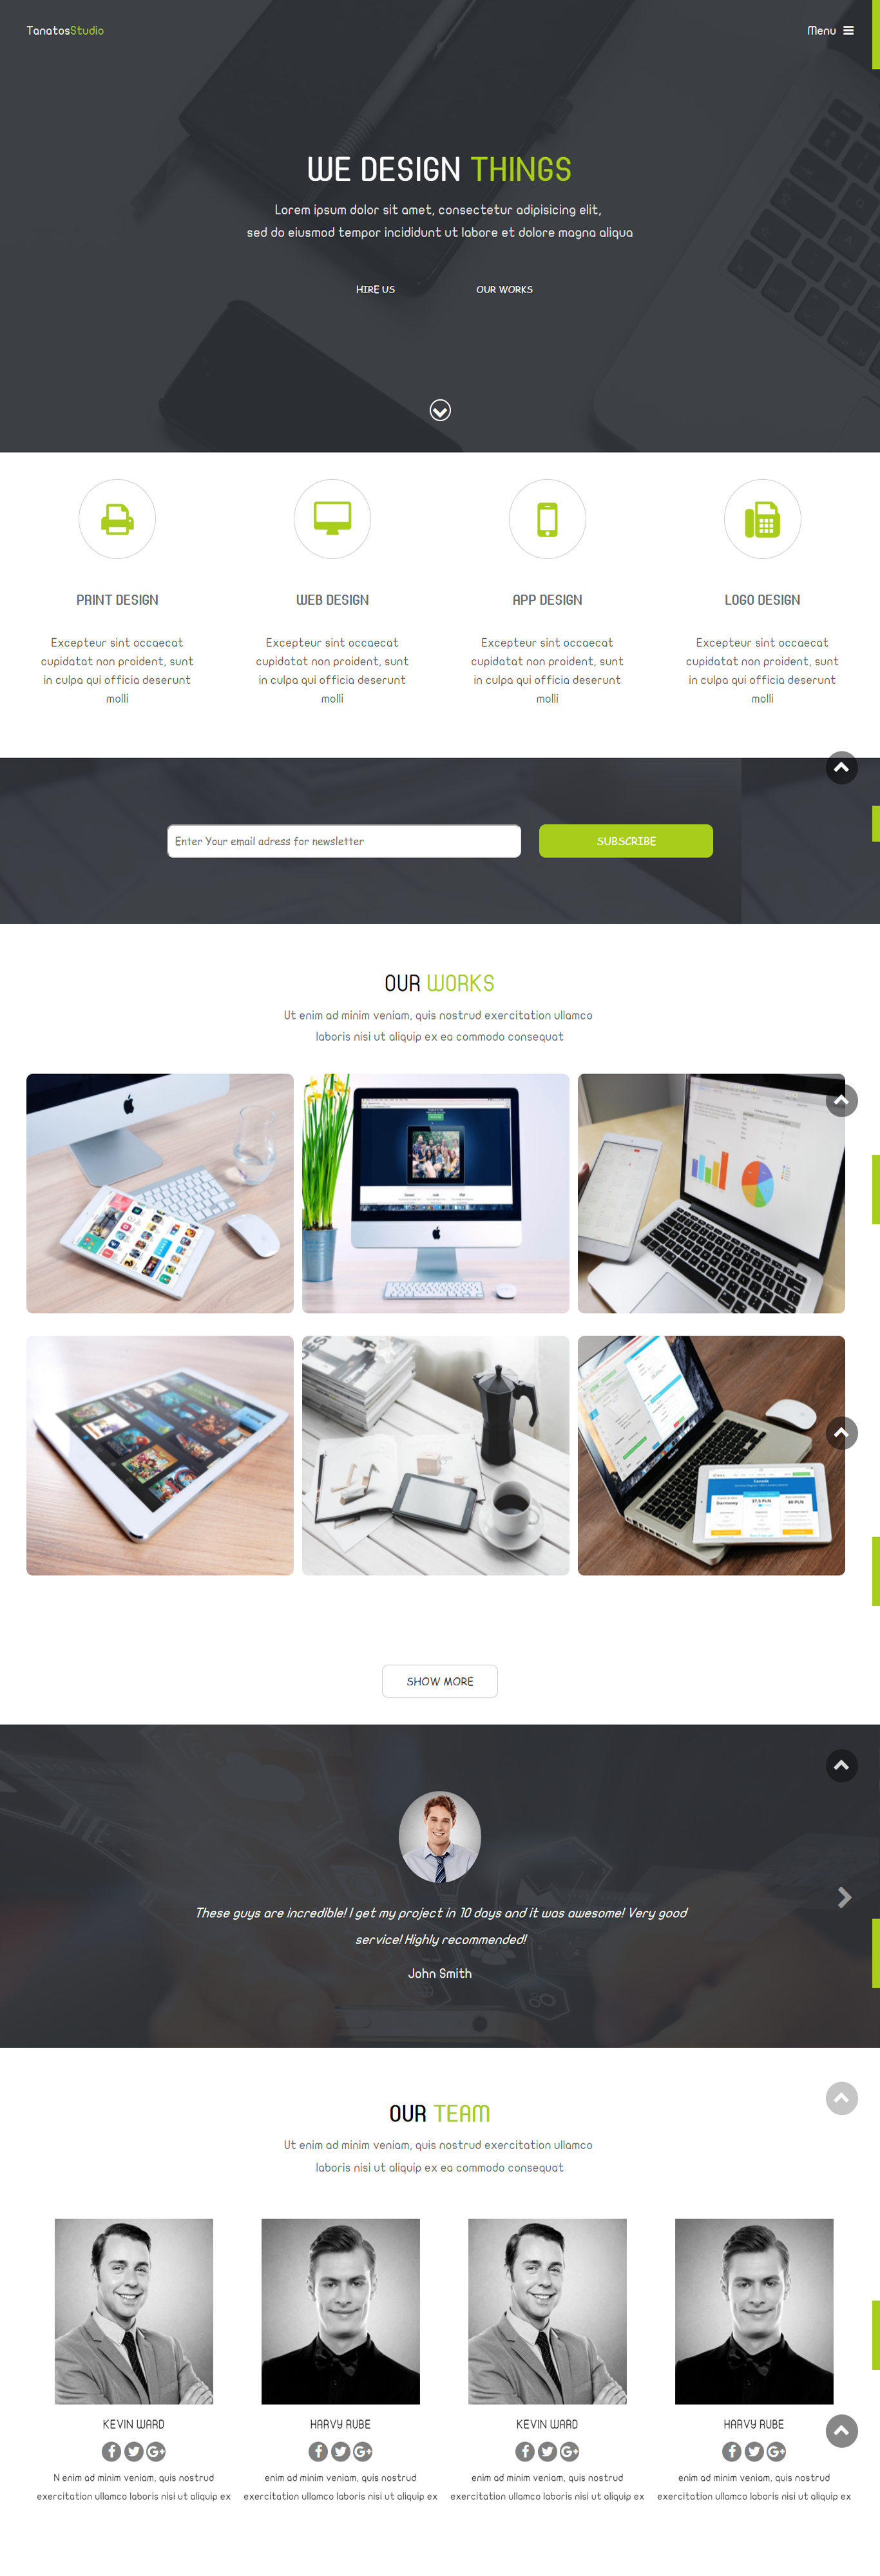 TanatosStudio
Menu
WE DESIGN THINGS
Lorem ipsum dolor sit amet, consectetur adipisicing elit,
sed do eiusmod tempor incididunt ut labore et dolore magna aliqua
HIRE US
OUR WORKS
PRINT DESIGN
Excepteur sint occaecat
cupidatat non proident, sunt
in culpa qui officia deserunt
molli
WEB DESIGN
Excepteur sint occaecat
cupidatat non proident, sunt
in culpa qui officia deserunt
molli
APP DESIGN
Excepteur sint occaecat
cupidatat non proident, sunt
in culpa qui officia deserunt
molli
LOGO DESIGN
Excepteur sint occaecat
cupidatat non proident, sunt
in culpa qui officia deserunt
molli
Enter Your email adress for newsletter
SUBSCRIBE
OUR WORKS
Ut enim ad minim veniam, quis nostrud exercitation ullamco
laboris nisi ut aliquip ex ea commodo consequat
SHOW MORE
These guys are incredible! I get my project in 10 days and it was awesome! Very good
service! Highly recommended!
John Smith
OUR TEAM
Ut enim ad minim veniam, quis nostrud exercitation ullamco
laboris nisi ut aliquip ex ea commodo consequat
KEVIN WARD
N enim ad minim veniam, quis nostrud
exercitation ullamco laboris nisi ut aliquip ex
HARVY RUBE
enim ad minim veniam, quis nostrud
exercitation ullamco laboris nisi ut aliquip ex
KEVIN WARD
enim ad minim veniam, quis nostrud
exercitation ullamco laboris nisi ut aliquip ex
HARVY RUBE
enim ad minim veniam, quis nostrud
exercitation ullamco laboris nisi ut aliquip ex